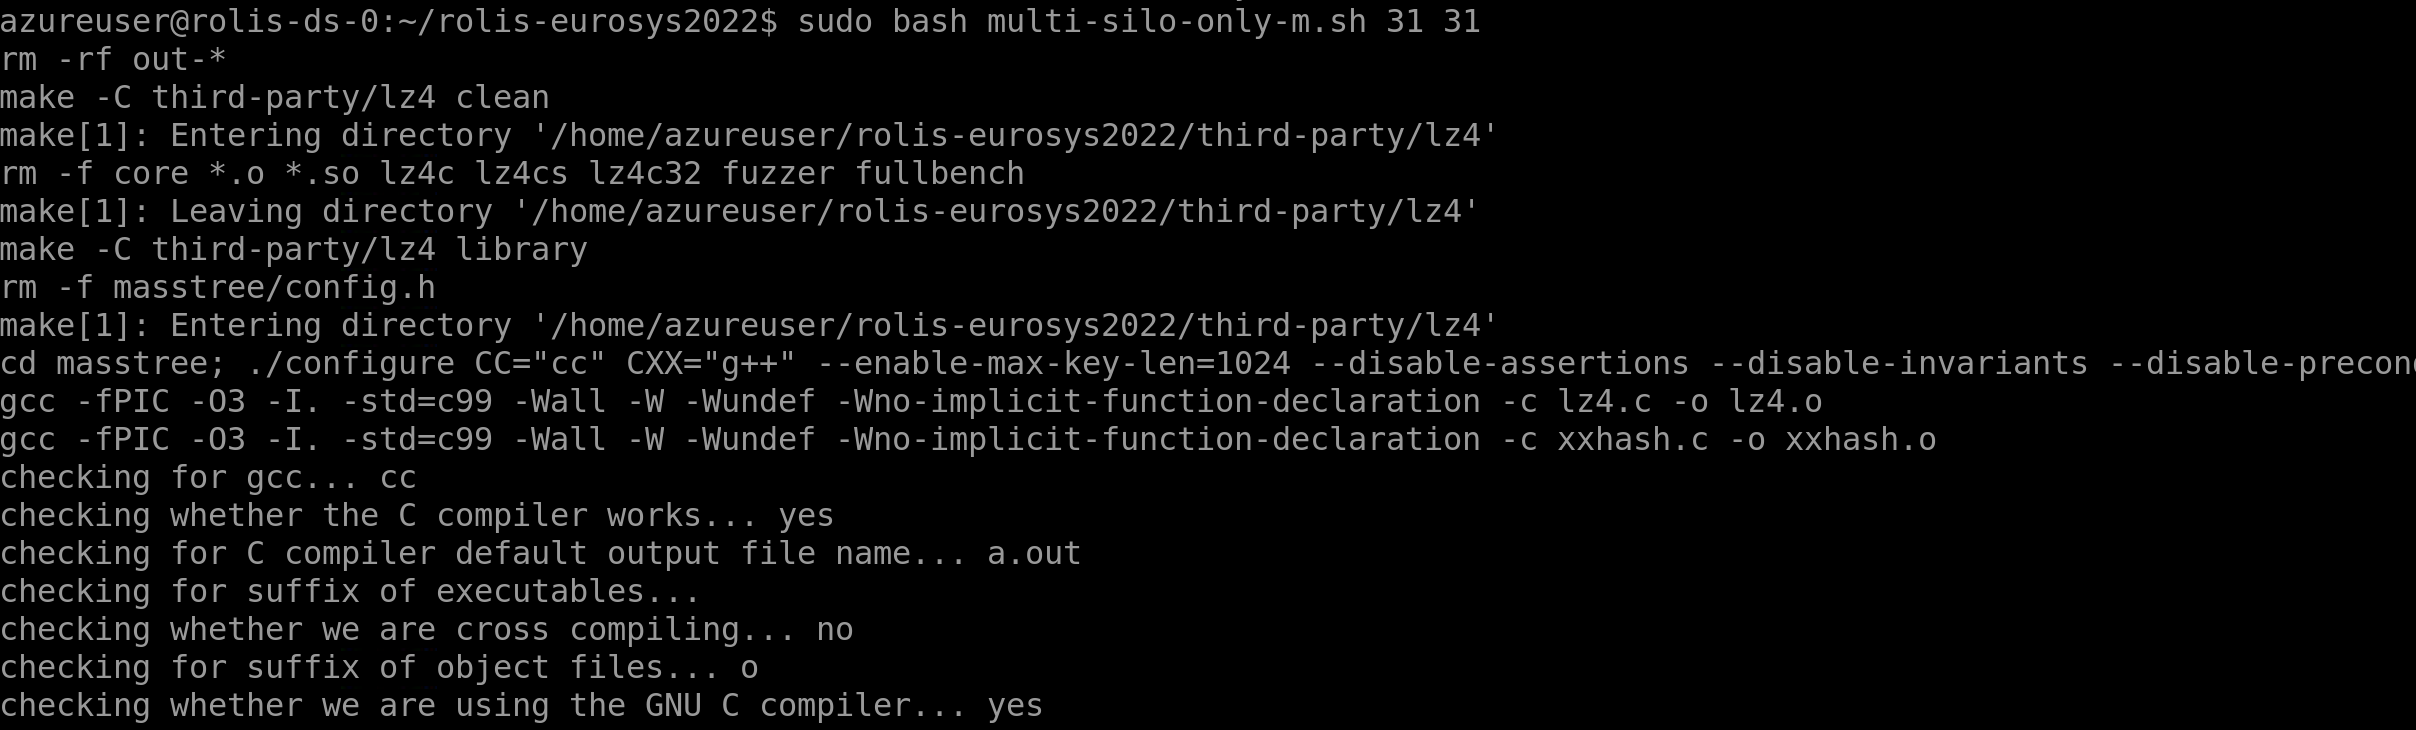 azureuser@rolis-ds-0:~/rolis-eurosys2022$ sudo bash multi-silo-only-m.sh 31 31
rm -rf out-*
make -C third-party/lz4 clean
make[1]: Entering directory '/home/azureuser/rolis-eurosys2022/third-party/lz4'
rm -f core *.o *.so lz4c lz4cs lz4c32 fuzzer fullbench
make[1]: Leaving directory '/home/azureuser/rolis-eurosys2022/third-party/lz4'
make -C third-party/lz4 library
rm -f masstree/config.h
make[1]: Entering directory '/home/azureuser/rolis-eurosys2022/third-party/lz4'
cd masstree; ./configure CC="cc" CXX="g++" --enable-max-key-len=1024 --disable-assertions --disable-invariants --disable-precon
gcc -fPIC -O3 -I. -std=c99 -Wall -W -Wundef -Wno-implicit-function-declaration -c lz4.c -o lz4.o
gcc -fPIC -O3 -I. -std=c99 -Wall -W -Wundef -Wno-implicit-function-declaration -c xxhash.c -o xxhash.o
checking for gcc... cc
checking whether the C compiler works... yes
checking for C compiler default output file name... a.out
checking for suffix of executables...
checking whether we are cross compiling... no
checking for suffix of object files... o
checking whether we are using the GNU C compiler... yes